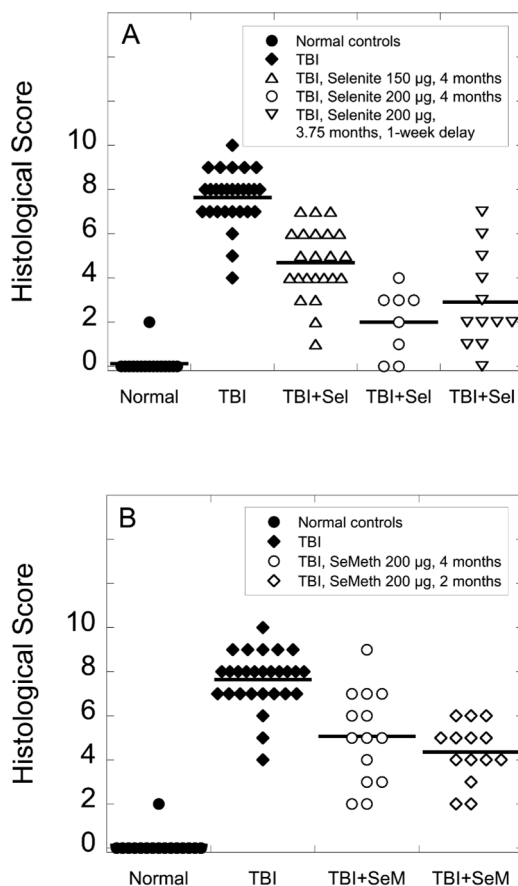 A
Normal controls
TBI
TBI, Selenite 150 µg, 4 months
TBI, Selenite 200 µg, 4 months
TBI, Selenite 200 µg,
3.75 months, 1-week delay
Histological Score
10
8
6
4
2
0
Normal TBI TBI+Sel TBI+Sel TBI+Sel
B
Normal controls
TBI
TBI, SeMeth 200 µg, 4 months
TBI, SeMeth 200 µg, 2 months
Histological Score
10
8
6
4
2
0
Normal TBI TBI+SeM TBI+SeM